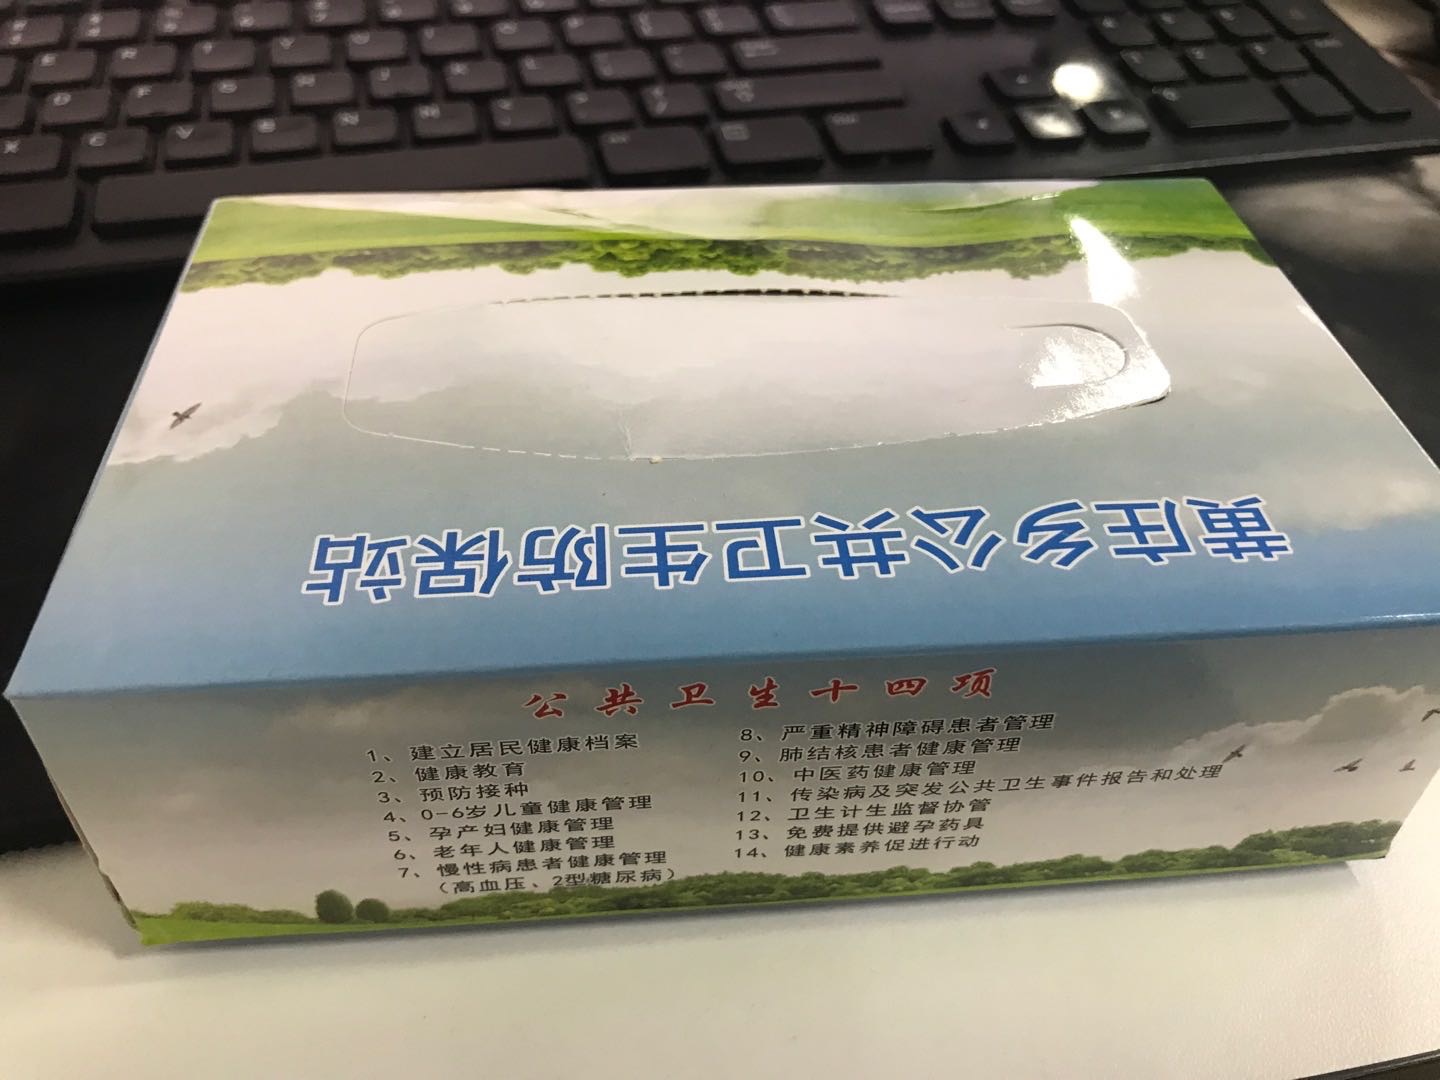 黄庄乡公共卫生防保站
公共卫生十四项
1、建立居民健康档案
2、健康教育
3、预防接种
4、0-6岁儿童健康管理
5、孕产妇健康管理
6、老年人健康管理
7、慢性病患者健康管理
（高血压、2型糖尿病）
8、严重精神障碍患者管理
9、肺结核患者健康管理
10、中医药健康管理
11、传染病及突发公共卫生事件报告和处理
12、卫生计生监督协管
13、免费提供避孕药具
14、健康素养促进行动